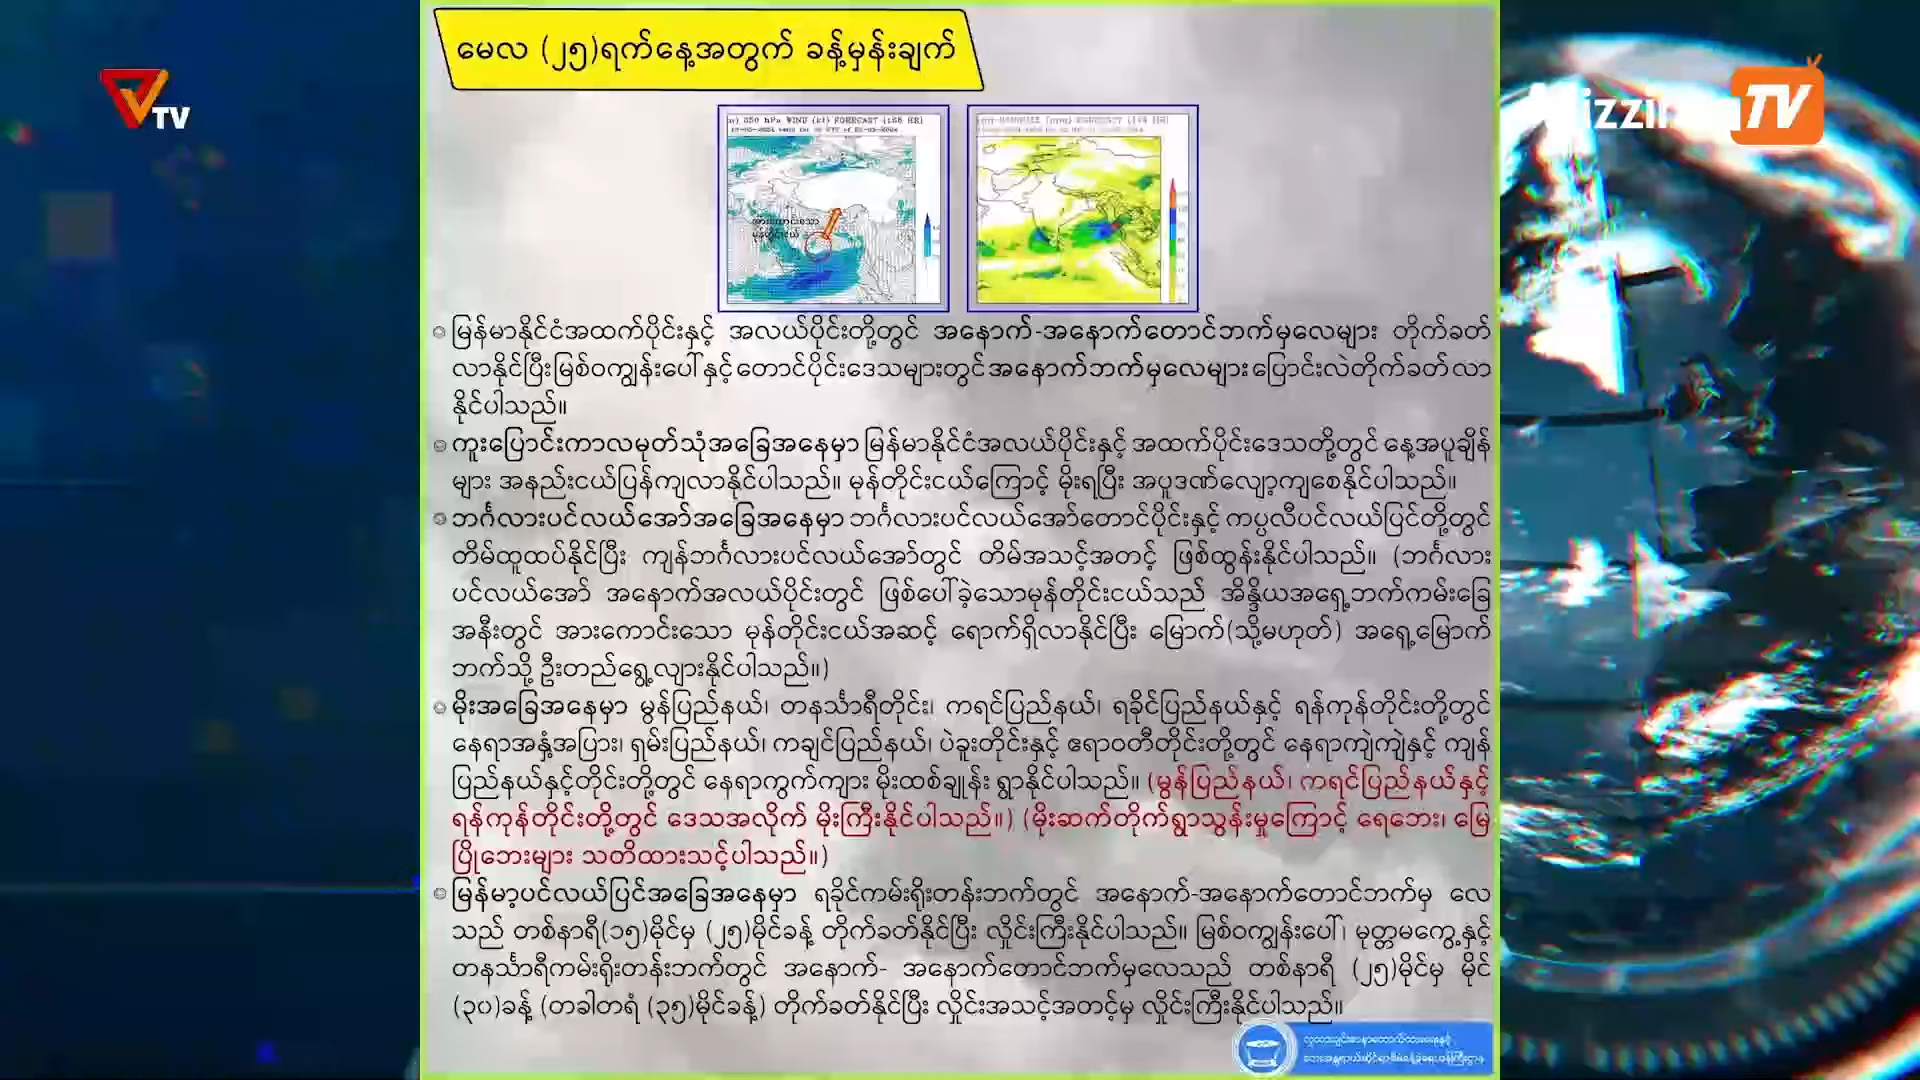 မေလ (၂၅)ရက်နေ့အတွက် ခန့်မှန်းချက်
TV
TV
850 hPa WIND (kt) FORECAST
အားကောင်းသော
မုန်တိုင်းငယ်
မြန်မာနိုင်ငံအထက်ပိုင်းနှင့် အလယ်ပိုင်းတို့တွင် အနောက်-အနောက်တောင်ဘက်မှလေများ တိုက်ခတ်
လာနိုင်ပြီးမြစ်ဝကျွန်းပေါ်နှင့်တောင်ပိုင်းဒေသများတွင်အနောက်ဘက်မှလေများပြောင်းလဲတိုက်ခတ်လာ
နိုင်ပါသည်။
ကူးပြောင်းကာလမုတ်သုံအခြေအနေမှာ မြန်မာနိုင်ငံအလယ်ပိုင်းနှင့် အထက်ပိုင်းဒေသတို့တွင် နေ့အပူချိန်
များ အနည်းငယ်ပြန်ကျလာနိုင်ပါသည်။ မုန်တိုင်းငယ်ကြောင့် မိုးရပြီး အပူဒဏ်လျော့ကျစေနိုင်ပါသည်။
ဘင်္ဂလားပင်လယ်အော်အခြေအနေမှာ ဘင်္ဂလားပင်လယ်အော်တောင်ပိုင်းနှင့် ကပ္ပလီပင်လယ်ပြင်တို့တွင်
တိမ်ထူထပ်နိုင်ပြီး ကျန်ဘင်္ဂလားပင်လယ်အော်တွင် တိမ်အသင့်အတင့် ဖြစ်ထွန်းနိုင်ပါသည်။ (ဘင်္ဂလား
ပင်လယ်အော် အနောက်အလယ်ပိုင်းတွင် ဖြစ်ပေါ်ခဲ့သောမုန်တိုင်းငယ်သည် အိန္ဒိယအရှေ့ဘက်ကမ်းခြေ
အနီးတွင် အားကောင်းသော မုန်တိုင်းငယ်အဆင့် ရောက်ရှိလာနိုင်ပြီး မြောက်(သို့မဟုတ်) အရှေ့မြောက်
ဘက်သို့ ဦးတည်ရွေ့လျားနိုင်ပါသည်။)
မိုးအခြေအနေမှာ မွန်ပြည်နယ်၊ တနင်္သာရီတိုင်း၊ ကရင်ပြည်နယ်၊ ရခိုင်ပြည်နယ်နှင့် ရန်ကုန်တိုင်းတို့တွင်
နေရာအနှံ့အပြား၊ ရှမ်းပြည်နယ်၊ ကချင်ပြည်နယ်၊ ပဲခူးတိုင်းနှင့် ဧရာဝတီတိုင်းတို့တွင် နေရာကျဲကျဲနှင့် ကျန်
ပြည်နယ်နှင့်တိုင်းတို့တွင် နေရာကွက်ကျား မိုးထစ်ချုန်း ရွာနိုင်ပါသည်။ (မွန်ပြည်နယ်၊ ကရင်ပြည်နယ်နှင့်
ရန်ကုန်တိုင်းတို့တွင် ဒေသအလိုက် မိုးကြီးနိုင်ပါသည်။) (မိုးဆက်တိုက်ရွာသွန်းမှုကြောင့် ရေဘေး၊ မြေ
ပြိုဘေးများ သတိထားသင့်ပါသည်။)
မြန်မာ့ပင်လယ်ပြင်အခြေအနေမှာ ရခိုင်ကမ်းရိုးတန်းဘက်တွင် အနောက်-အနောက်တောင်ဘက်မှ လေ
သည် တစ်နာရီ(၁၅)မိုင်မှ (၂၅)မိုင်ခန့် တိုက်ခတ်နိုင်ပြီး လှိုင်းကြီးနိုင်ပါသည်။ မြစ်ဝကျွန်းပေါ်၊ မုတ္တမကွေ့နှင့်
တနင်္သာရီကမ်းရိုးတန်းဘက်တွင် အနောက်- အနောက်တောင်ဘက်မှလေသည် တစ်နာရီ (၂၅)မိုင်မှ မိုင်
(၃၀)ခန့် (တခါတရံ (၃၅)မိုင်ခန့်) တိုက်ခတ်နိုင်ပြီး လှိုင်းအသင့်အတင့်မှ လှိုင်းကြီးနိုင်ပါသည်။